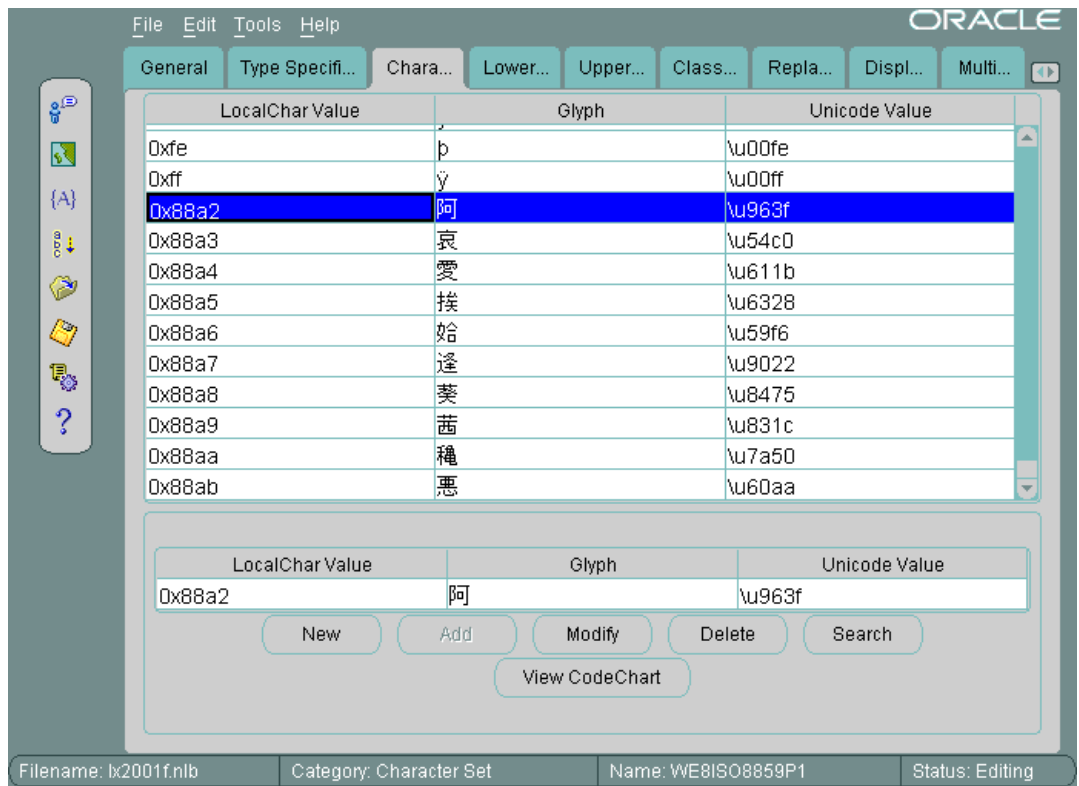 File Edit Tools Help ORACLE
General Type Specifi... Chara... Lower... Upper... Class... Repla... Displ... Multi...
LocalChar Value Glyph Unicode Value
0xfe þ \u00fe
0xff ÿ \u00ff
0x88a2 阿 \u963f
0x88a3 哀 \u54c0
0x88a4 愛 \u611b
0x88a5 挨 \u6328
0x88a6 姶 \u59f6
0x88a7 逢 \u9022
0x88a8 葵 \u8475
0x88a9 茜 \u831c
0x88aa 穐 \u7a50
0x88ab 悪 \u60aa
LocalChar Value Glyph Unicode Value
0x88a2 阿 \u963f
New Add Modify Delete Search
View CodeChart
Filename: lx2001f.nlb Category: Character Set Name: WE8ISO8859P1 Status: Editing